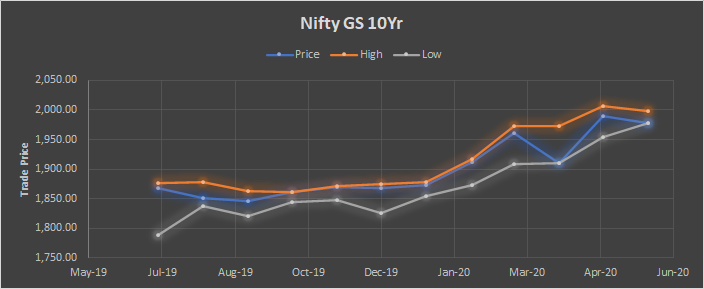 Nifty GS 10Yr
Price High Low
Trade Price
2,050.00
2,000.00
1,950.00
1,900.00
1,850.00
1,800.00
1,750.00
May-19 Jul-19 Aug-19 Oct-19 Dec-19 Jan-20 Mar-20 Apr-20 Jun-20